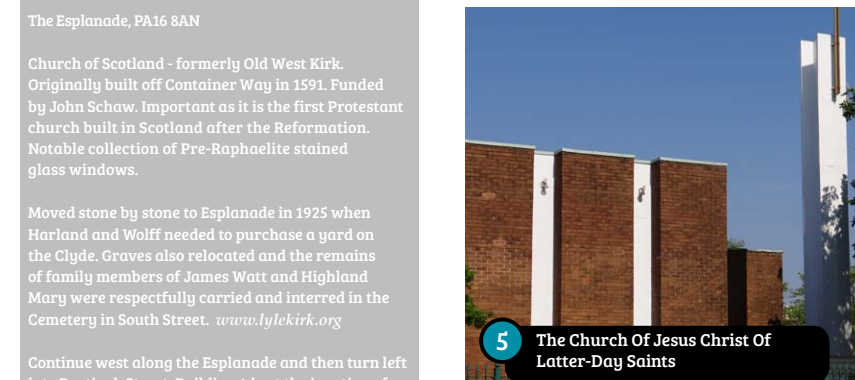 The Esplanade, PA16 8AN
Church of Scotland - formerly Old West Kirk.
Originally built off Container Way in 1591. Funded
by John Schaw. Important as it is the first Protestant
church built in Scotland after the Reformation.
Notable collection of Pre-Raphaelite stained
glass windows.
Moved stone by stone to Esplanade in 1925 when
Harland and Wolff needed to purchase a yard on
the Clyde. Graves also relocated and the remains
of family members of James Watt and Highland
Mary were respectfully carried and interred in the
Cemetery in South Street. www.lylekirk.org
Continue west along the Esplanade and then turn left
5
The Church Of Jesus Christ Of
Latter-Day Saints